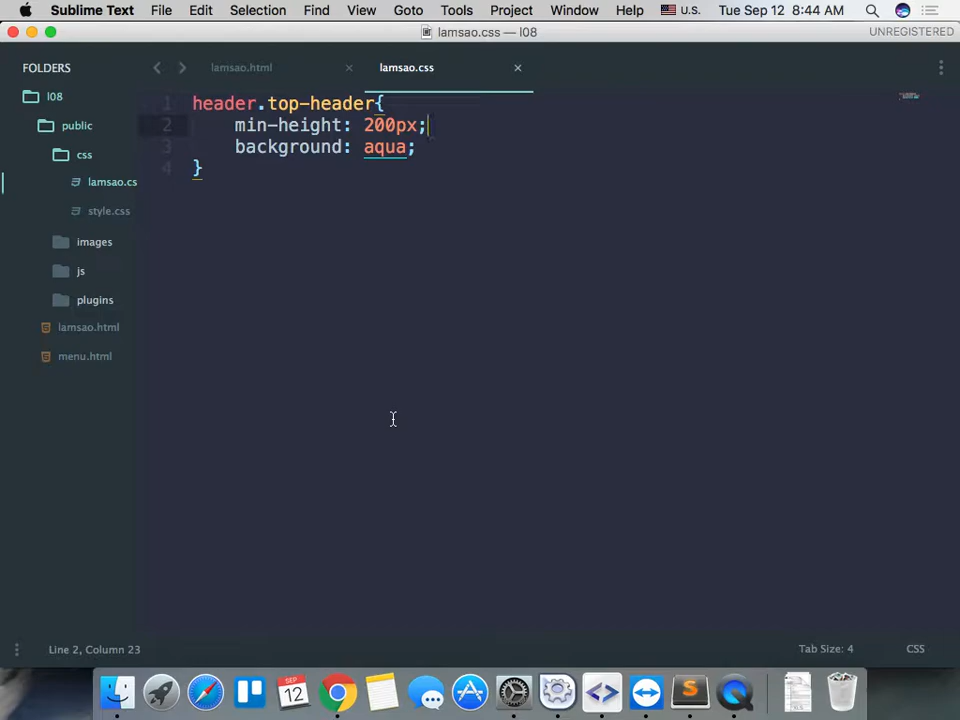 Sublime Text File Edit Selection Find View Goto Tools Project Window Help U.S. Tue Sep 12 8:44 AM
lamsao.css — l08 UNREGISTERED
FOLDERS
l08
public
css
lamsao.cs
style.css
images
js
plugins
lamsao.html
menu.html
lamsao.html × lamsao.css ×
1 header.top-header{
2 min-height: 200px;
3 background: aqua;
4 }
Line 2, Column 23 Tab Size: 4 CSS
SEP
12